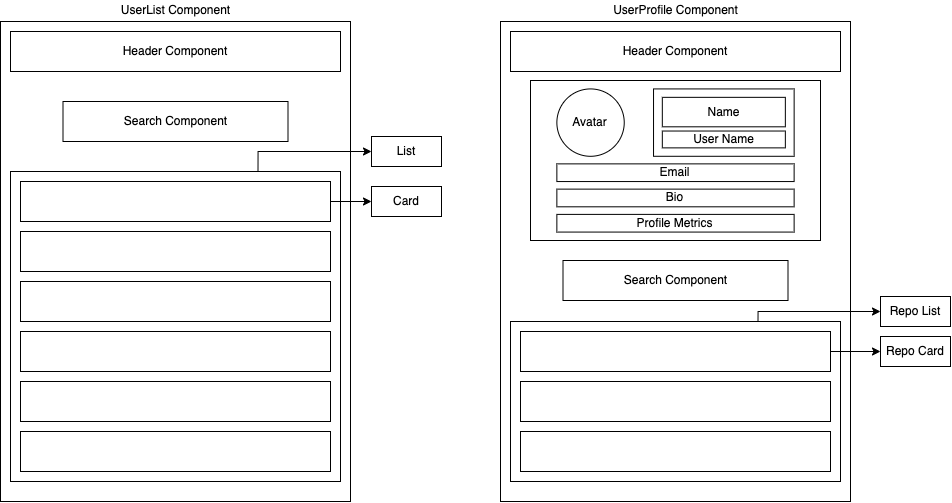 UserList Component
Header Component
Search Component
List
Card
UserProfile Component
Header Component
Avatar
Name
User Name
Email
Bio
Profile Metrics
Search Component
Repo List
Repo Card